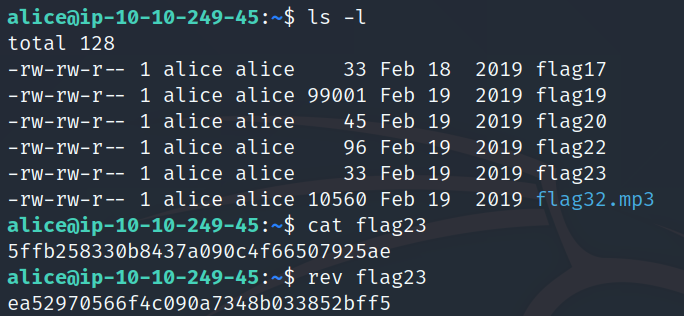 alice@ip-10-10-249-45:~$ ls -l
total 128
-rw-rw-r-- 1 alice alice    33 Feb 18  2019 flag17
-rw-rw-r-- 1 alice alice 99001 Feb 19  2019 flag19
-rw-rw-r-- 1 alice alice    45 Feb 19  2019 flag20
-rw-rw-r-- 1 alice alice    96 Feb 19  2019 flag22
-rw-rw-r-- 1 alice alice    33 Feb 19  2019 flag23
-rw-rw-r-- 1 alice alice 10560 Feb 19  2019 flag32.mp3
alice@ip-10-10-249-45:~$ cat flag23
5ffb258330b8437a090c4f66507925ae
alice@ip-10-10-249-45:~$ rev flag23
ea52970566f4c090a7348b033852bff5